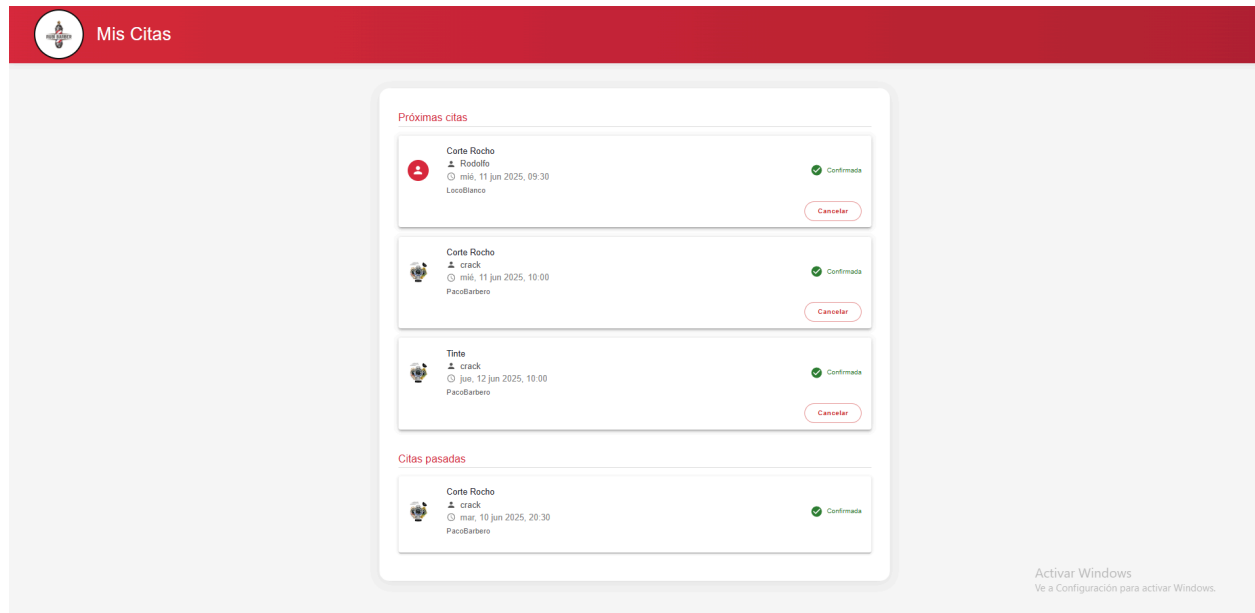 Mis Citas
Próximas citas
Corte Rocho
Rodolfo
mié, 11 jun 2025, 09:30
LocoBlanco
Confirmada
Cancelar
Corte Rocho
crack
mié, 11 jun 2025, 10:00
PacoBarbero
Confirmada
Cancelar
Tinte
crack
jue, 12 jun 2025, 10:00
PacoBarbero
Confirmada
Cancelar
Citas pasadas
Corte Rocho
crack
mar, 10 jun 2025, 20:30
PacoBarbero
Confirmada
Activar Windows
Ve a Configuración para activar Windows.